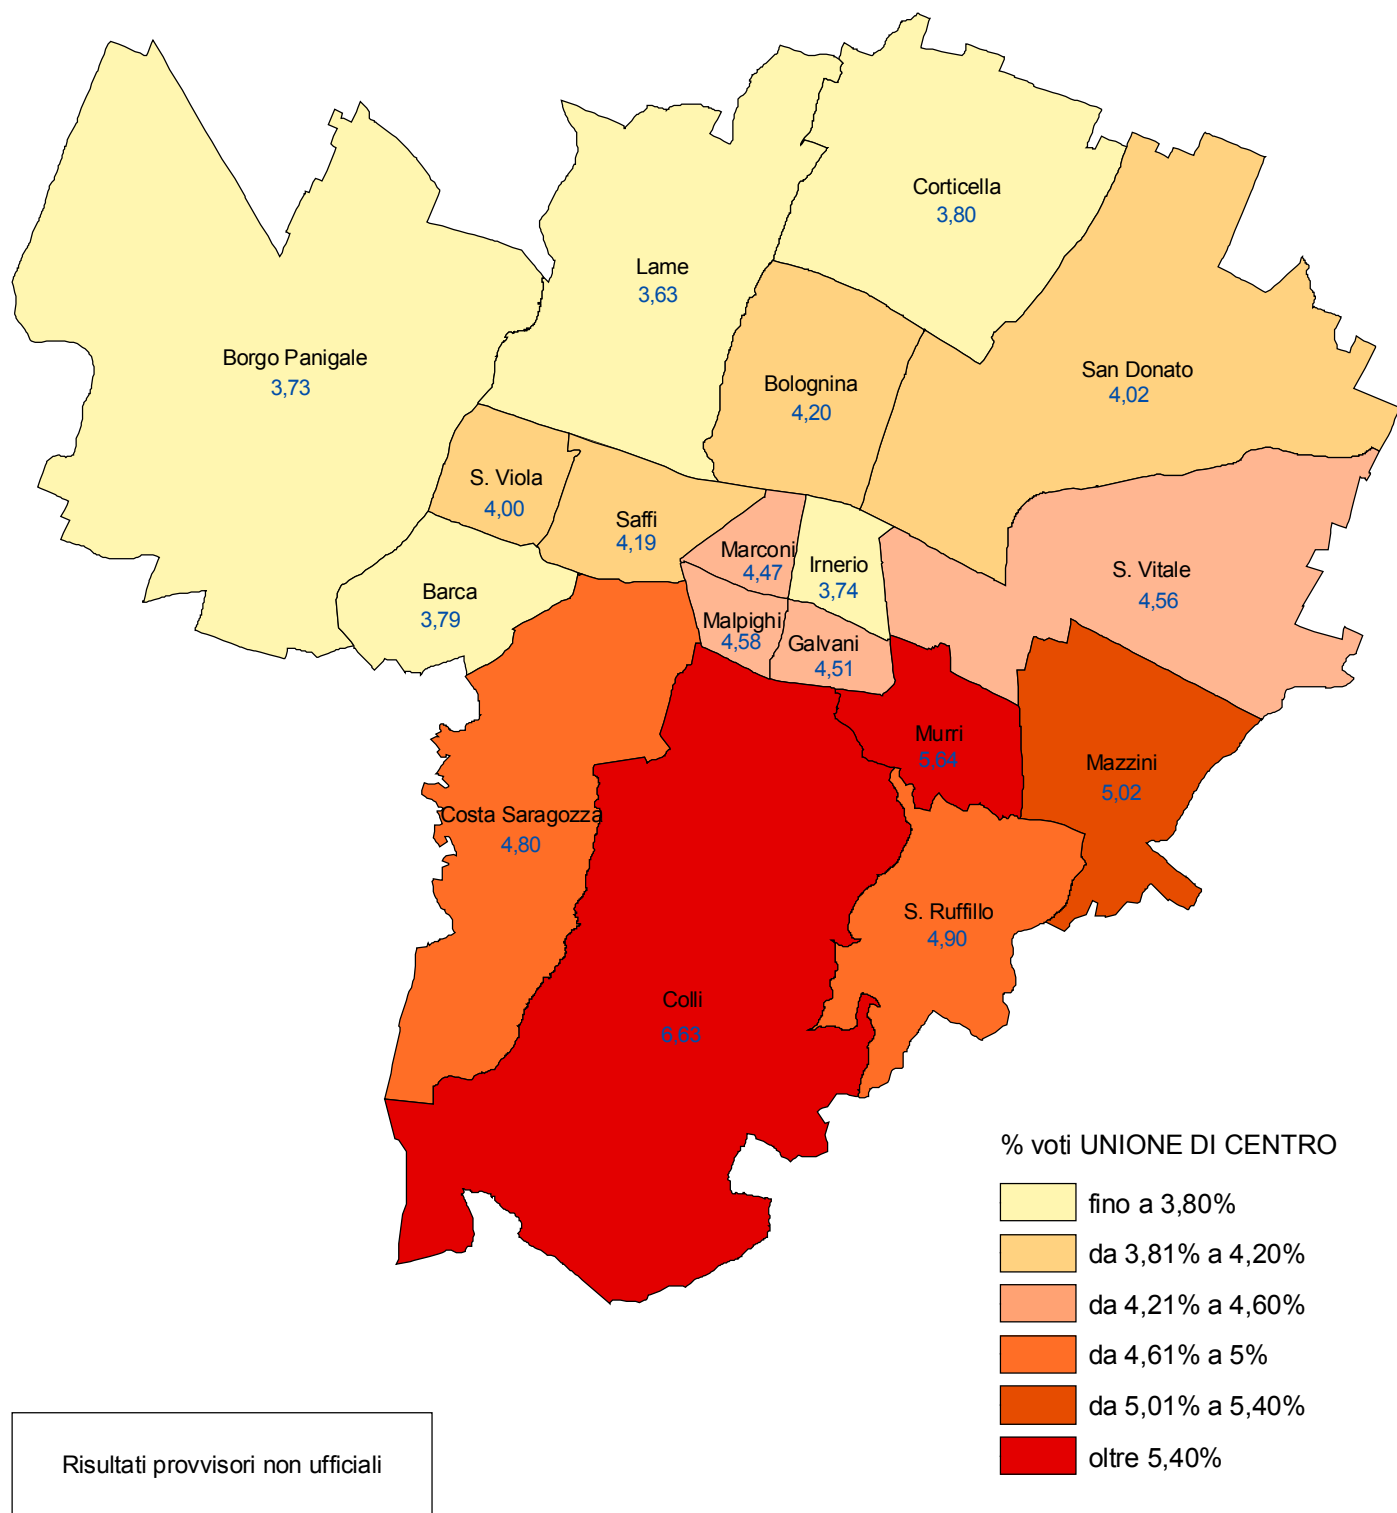 Corticella
3,80
Lame
3,63
Borgo Panigale
3,73
San Donato
4,02
Bolognina
4,20
S. Viola
4,00
Saffi
4,19
Marconi
4,47
Irnerio
3,74
S. Vitale
4,56
Barca
3,79
Malpighi
4,58
Galvani
4,51
Murri
5,64
Mazzini
5,02
Costa Saragozza
4,80
S. Ruffillo
4,90
Colli
6,63
% voti UNIONE DI CENTRO
fino a 3,80%
da 3,81% a 4,20%
da 4,21% a 4,60%
da 4,61% a 5%
da 5,01% a 5,40%
oltre 5,40%
Risultati provvisori non ufficiali